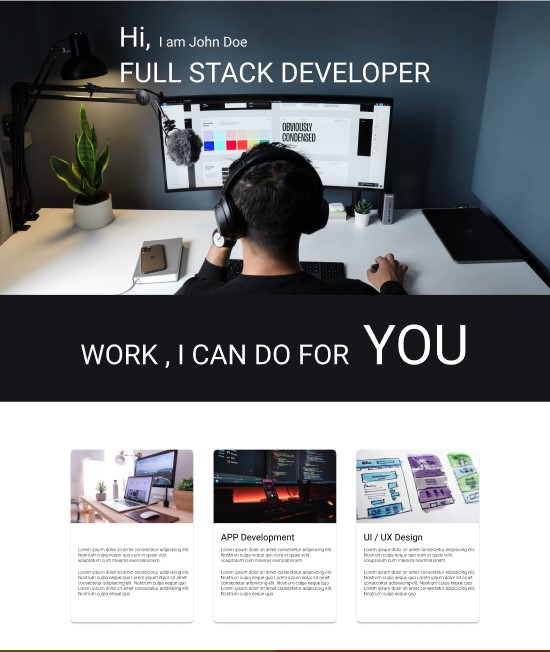 Hi, I am John Doe
FULL STACK DEVELOPER
OBVIOUSLY
CONDENSED
WORK , I CAN DO FOR YOU
APP Development
UI / UX Design
Lorem ipsum dolor sit amet consectetur adipisicing elit.
Nostrum culpa neque quo cum et quasi velit
voluptatum cum maiores exercitationem
Lorem ipsum dolor sit amet consectetur adipisicing elit.
Nostrum culpa neque quo Lorem ipsum dolor sit amet
consectetur adipisicing elit. Nostrum culpa neque quo
Lorem ipsum dolor sit amet consectetur adipisicing elit.
Nostrum culpa neque quo
Lorem ipsum dolor sit amet consectetur adipisicing elit.
Nostrum culpa neque quo cum et quasi velit
voluptatum cum maiores exercitationem
Lorem ipsum dolor sit amet consectetur adipisicing elit.
Nostrum culpa neque quo Lorem ipsum dolor sit amet
consectetur adipisicing elit. Nostrum culpa neque quo
Lorem ipsum dolor sit amet consectetur adipisicing elit.
Nostrum culpa neque quo
Lorem ipsum dolor sit amet consectetur adipisicing elit.
Nostrum culpa neque quo cum et quasi velit
voluptatum cum maiores exercitationem
Lorem ipsum dolor sit amet consectetur adipisicing elit.
Nostrum culpa neque quo Lorem ipsum dolor sit amet
consectetur adipisicing elit. Nostrum culpa neque quo
Lorem ipsum dolor sit amet consectetur adipisicing elit.
Nostrum culpa neque quo